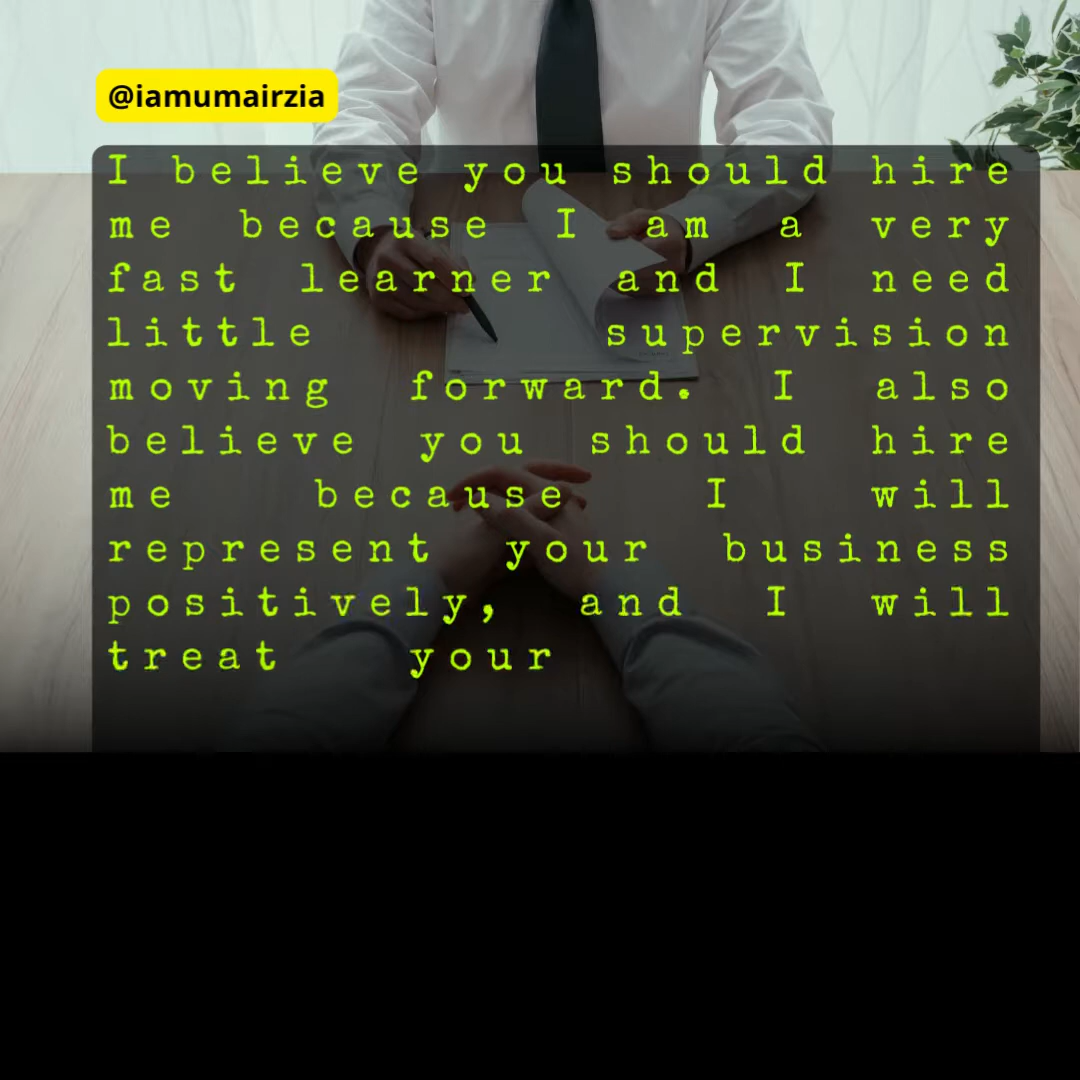 @iamumairzia
I believe you should hire
me because I am a very
fast learner and I need
little supervision
moving forward. I also
believe you should hire
me because I will
represent your business
positively, and I will
treat your